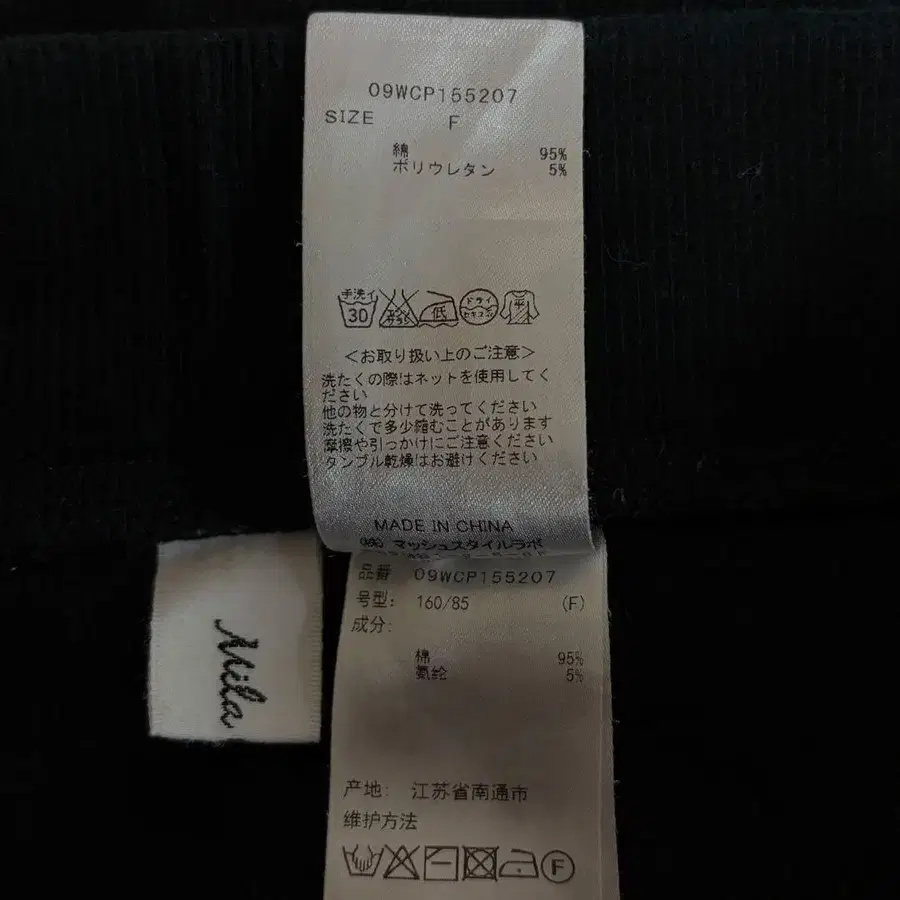 09WCP155207
SIZE F
綿 95%
ポリウレタン 5%
手洗イ
30
低
ドライ
セキユ系
平
＜お取り扱い上のご注意＞
洗たくの際はネットを使用してく
ださい
他の物と分けて洗ってください
洗たくで多少縮むことがあります
摩擦や引っかけにご注意ください
タンブル乾燥はお避けください
MADE IN CHINA
(株) マッシュスタイルラボ
品番 09WCP155207
号型: 160/85 (F)
成分:
棉 95%
氨纶 5%
产地: 江苏省南通市
维护方法
F
Mila